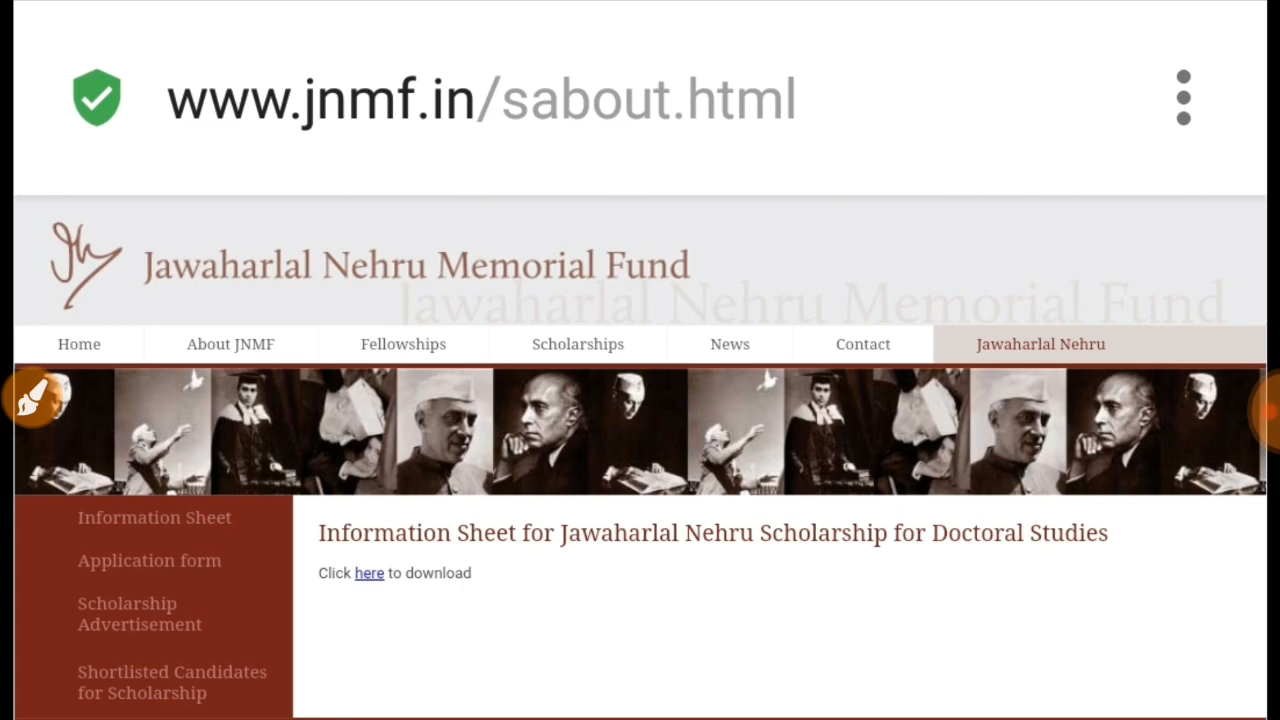 www.jnmf.in/sabout.html
Jawaharlal Nehru Memorial Fund
Jawaharlal Nehru Memorial Fund
Home About JNMF Fellowships Scholarships News Contact Jawaharlal Nehru
Information Sheet
Application form
Scholarship
Advertisement
Shortlisted Candidates
for Scholarship
Information Sheet for Jawaharlal Nehru Scholarship for Doctoral Studies
Click here to download